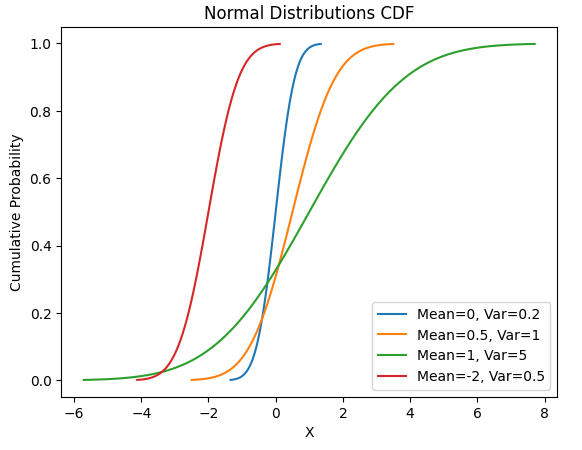 Normal Distributions CDF
Cumulative Probability
1.0
0.8
0.6
0.4
0.2
0.0
Mean=0, Var=0.2
Mean=0.5, Var=1
Mean=1, Var=5
Mean=-2, Var=0.5
−6 −4 −2 0 2 4 6 8
X